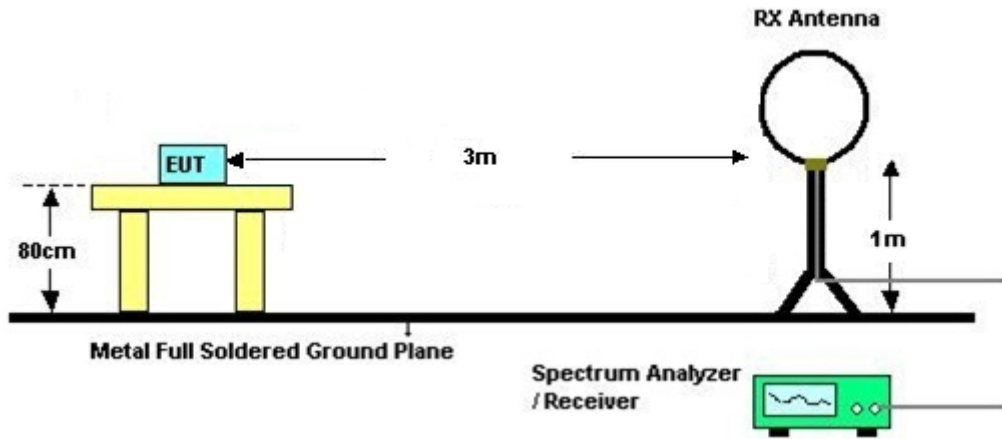 RX Antenna
EUT
3m
80cm
1m
Metal Full Soldered Ground Plane
Spectrum Analyzer
/ Receiver